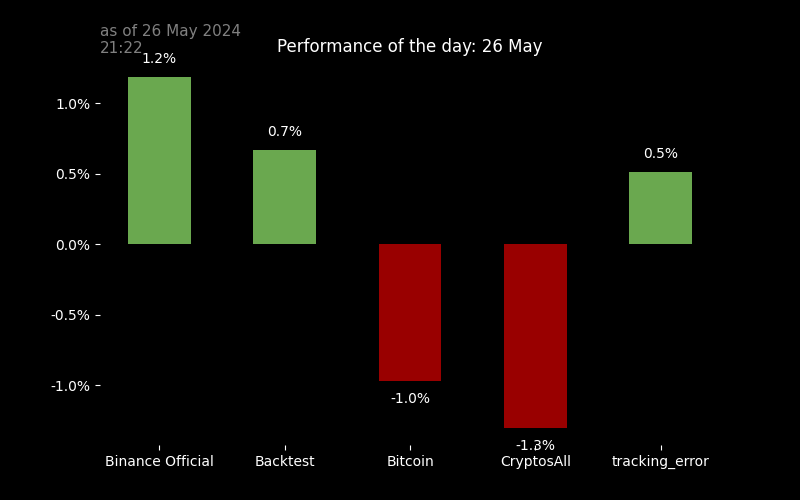 as of 26 May 2024
21:22
Performance of the day: 26 May
1.2%
0.7%
-1.0%
-1.3%
0.5%
1.0%
0.5%
0.0%
-0.5%
-1.0%
Binance Official
Backtest
Bitcoin
CryptosAll
tracking_error